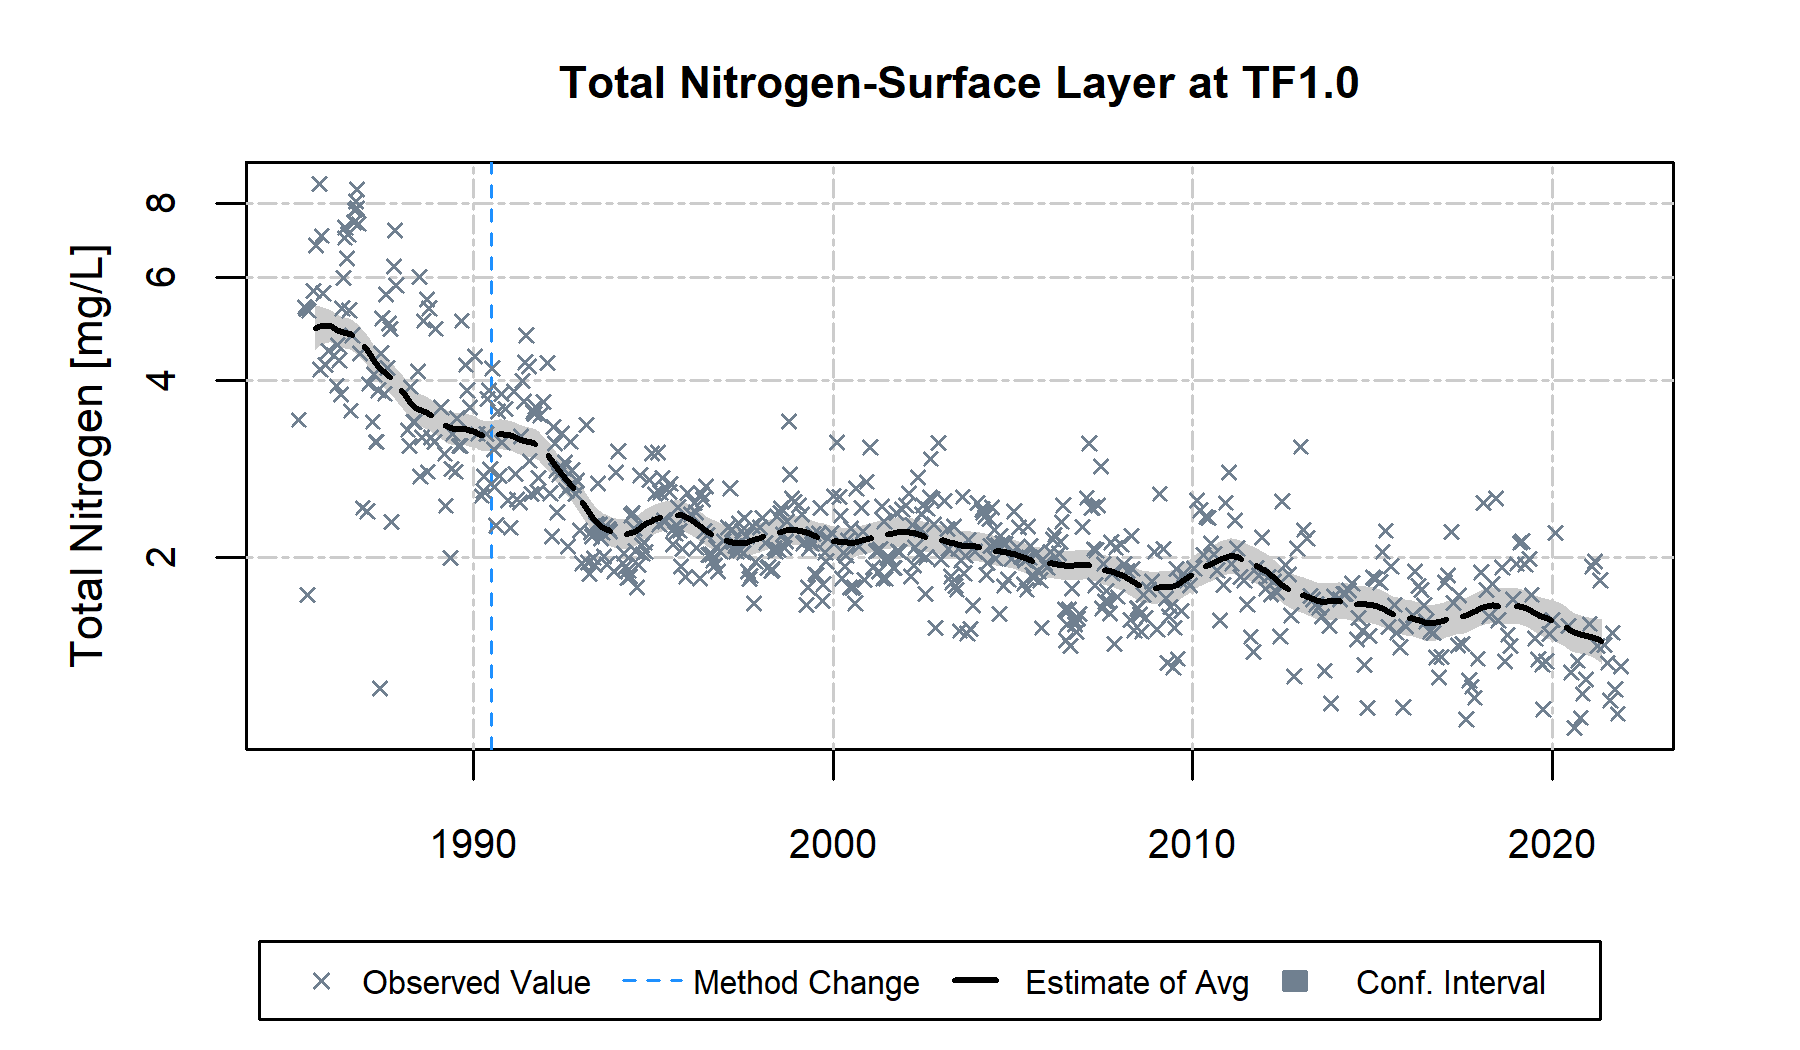 Total Nitrogen-Surface Layer at TF1.0
Total Nitrogen [mg/L]
8
6
4
2
1990 2000 2010 2020
Observed Value Method Change Estimate of Avg Conf. Interval